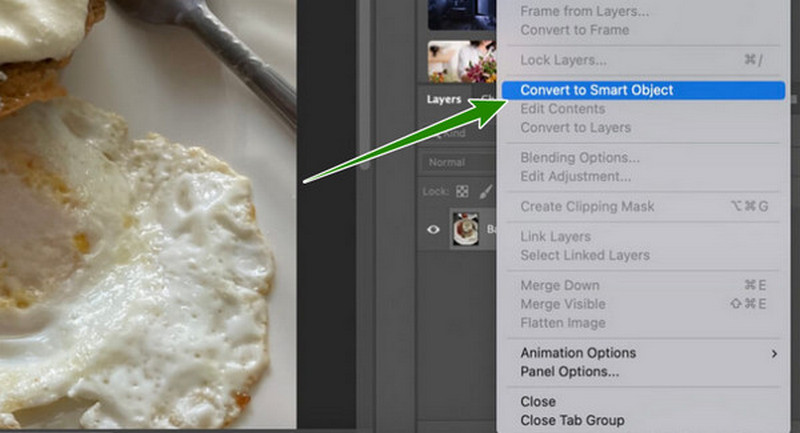 Frame from Layers...
Convert to Frame
Lock Layers... ⌘/
Layers
Convert to Smart Object
Edit Contents
Kind
Convert to Layers
Normal
Blending Options...
Edit Adjustment...
Lock:
Create Clipping Mask ⌥⌘G
Ba
Link Layers
Select Linked Layers
Merge Down ⌘E
Merge Visible ⇧⌘E
Flatten Image
Animation Options >
Panel Options...
Close
Close Tab Group